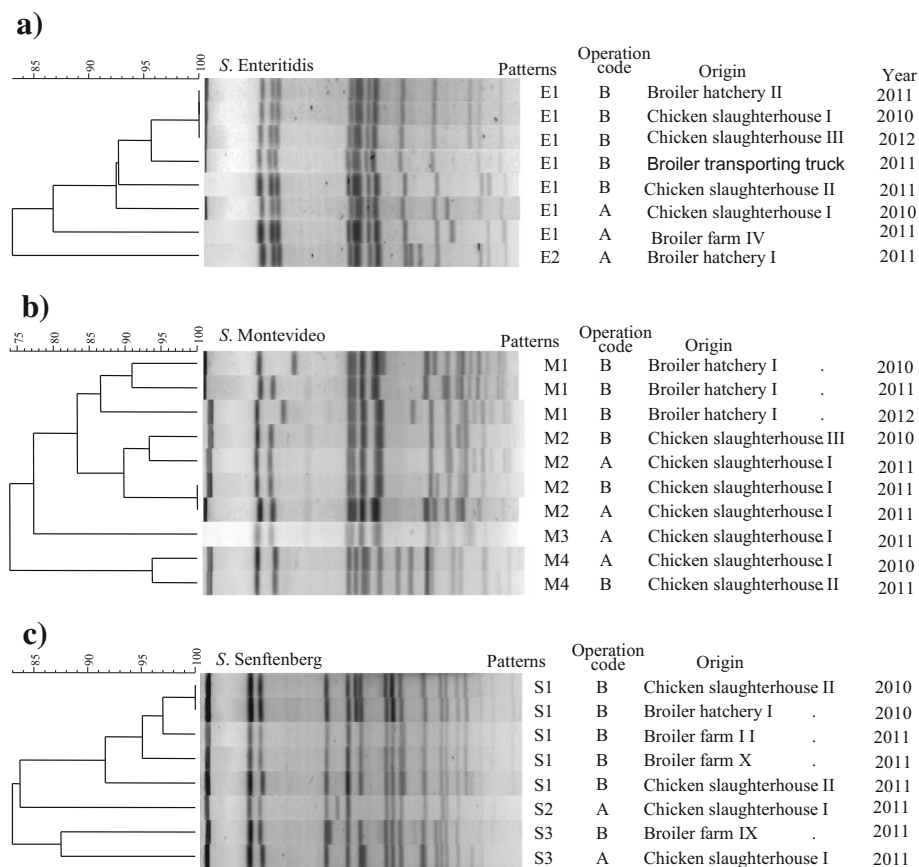 a)
85 90 95 100
S. Enteritidis Patterns Operation code Origin Year
E1 B Broiler hatchery II 2011
E1 B Chicken slaughterhouse I 2010
E1 B Chicken slaughterhouse III 2012
E1 B Broiler transporting truck 2011
E1 B Chicken slaughterhouse II 2011
E1 A Chicken slaughterhouse I 2010
E1 A Broiler farm IV 2011
E2 A Broiler hatchery I 2011
b)
75 80 85 90 95 100
S. Montevideo Patterns Operation code Origin
M1 B Broiler hatchery I . 2010
M1 B Broiler hatchery I . 2011
M1 B Broiler hatchery I . 2012
M2 B Chicken slaughterhouse. III 2010
M2 A Chicken slaughterhouse. I 2011
M2 B Chicken slaughterhouse. I 2011
M2 A Chicken slaughterhouse. I 2011
M3 A Chicken slaughterhouse. I 2011
M4 A Chicken slaughterhouse. I 2010
M4 B Chicken slaughterhouse. II 2011
c)
85 90 95 100
S. Senftenberg Patterns Operation code Origin
S1 B Chicken slaughterhouse II 2010
S1 B Broiler hatchery I . 2010
S1 B Broiler farm I I . 2011
S1 B Broiler farm X . 2011
S1 B Chicken slaughterhouse II 2011
S2 A Chicken slaughterhouse I 2011
S3 B Broiler farm IX . 2011
S3 A Chicken slaughterhouse I 2011